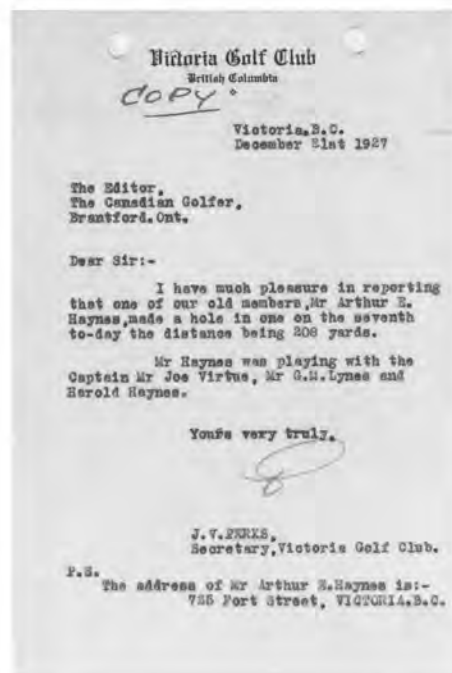 Victoria Golf Club
British Columbia
COPY
Victoria.B.C.
December 21st 1927
The Editor,
The Canadian Golfer,
Brantford.Ont.
Dear Sir:-
I have much pleasure in reporting
that one of our old members,Mr Arthur E.
Haynes,made a hole in one on the seventh
to-day the distance being 208 yards.
Mr Haynes was playing with the
Captain Mr Joe Virtue, Mr G.M.Lynes and
Herold Haynes.
Yours very truly,
J.V.PERKS,
Secretary,Victoria Golf Club.
P.S.
The address of Mr Arthur E.Haynes is:-
725 Fort Street, VICTORIA.B.C.